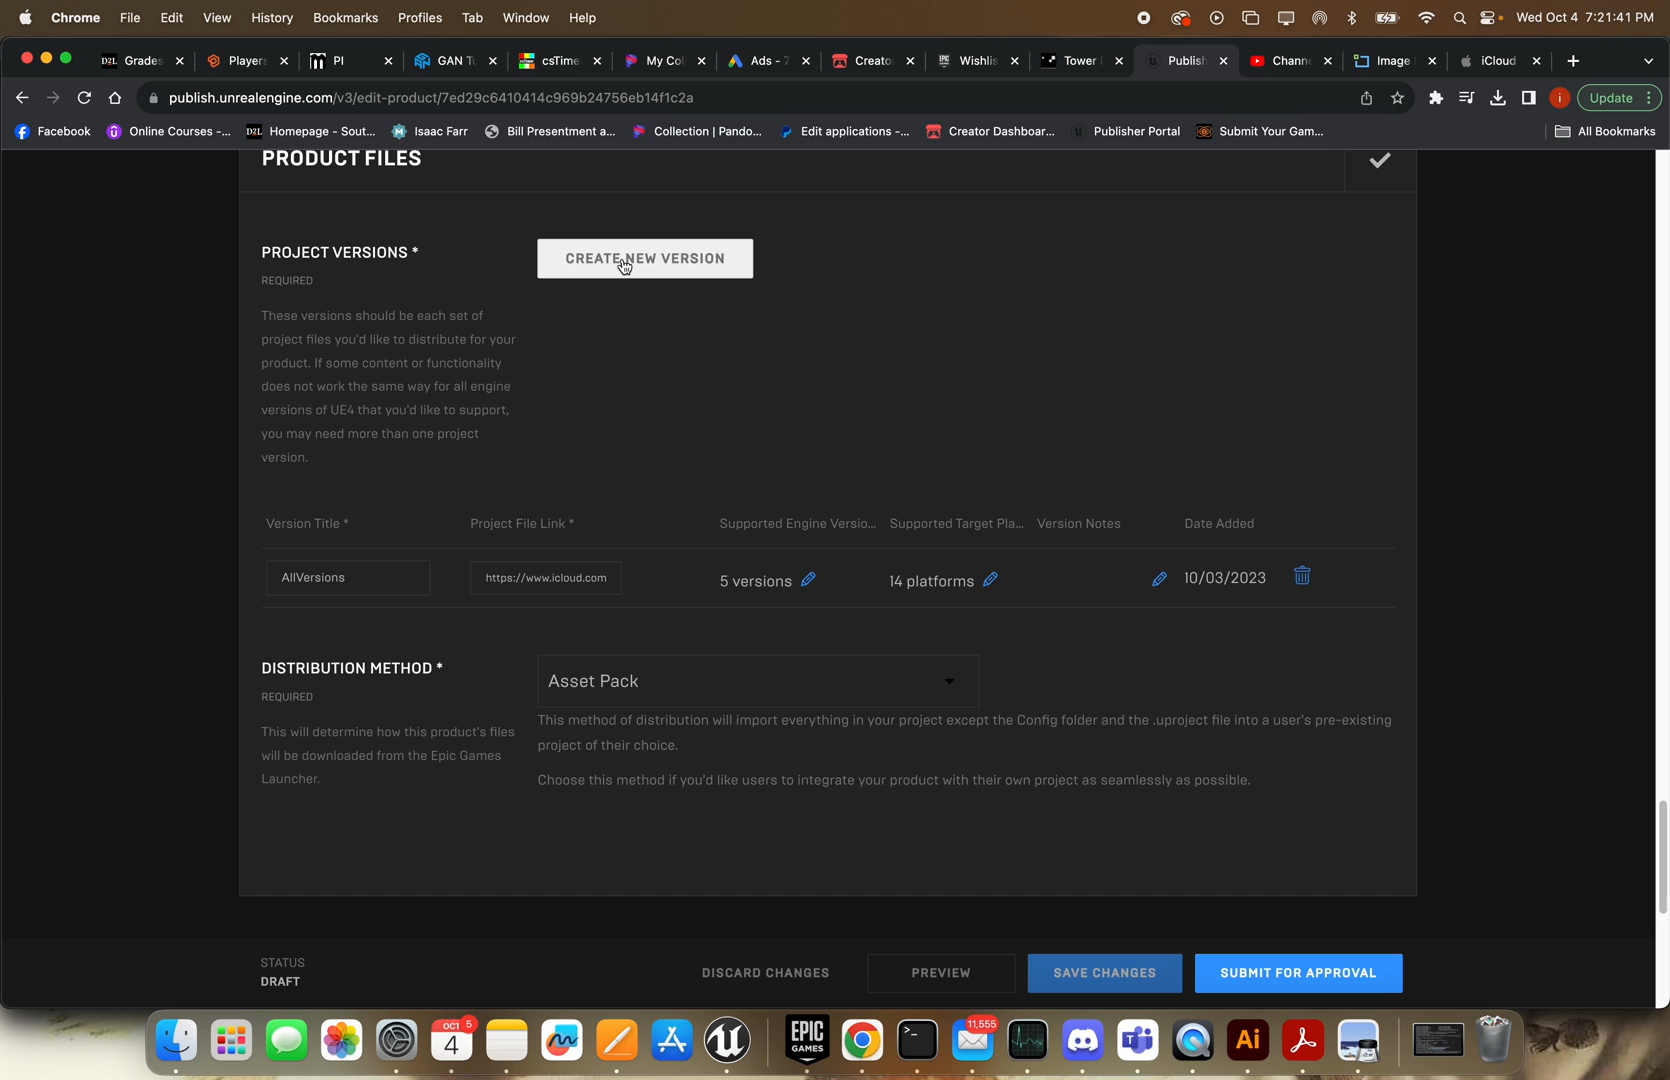 Chrome File Edit View History Bookmarks Profiles Tab Window Help Wed Oct 4 7:21:41 PM
D2L Grades Players PI GAN T csTime My Co Ads - 7 Creato Wishlis Tower Publish Chann Image iCloud
publish.unrealengine.com/v3/edit-product/7ed29c6410414c969b24756eb14f1c2a i Update
Facebook Online Courses -... D2L Homepage - Sout... Isaac Farr Bill Presentment a... Collection | Pando... Edit applications -... Creator Dashboar... Publisher Portal Submit Your Gam... All Bookmarks
PRODUCT FILES
PROJECT VERSIONS *
REQUIRED
CREATE NEW VERSION
These versions should be each set of
project files you'd like to distribute for your
product. If some content or functionality
does not work the same way for all engine
versions of UE4 that you'd like to support,
you may need more than one project
version.
Version Title * Project File Link * Supported Engine Versio... Supported Target Pla... Version Notes Date Added
AllVersions https://www.icloud.com 5 versions 14 platforms 10/03/2023
DISTRIBUTION METHOD *
REQUIRED
This will determine how this product's files
will be downloaded from the Epic Games
Launcher.
Asset Pack
This method of distribution will import everything in your project except the Config folder and the .uproject file into a user's pre-existing
project of their choice.
Choose this method if you'd like users to integrate your product with their own project as seamlessly as possible.
STATUS
DRAFT
DISCARD CHANGES PREVIEW SAVE CHANGES SUBMIT FOR APPROVAL
OCT 5
4
EPIC
GAMES
11,555
Ai